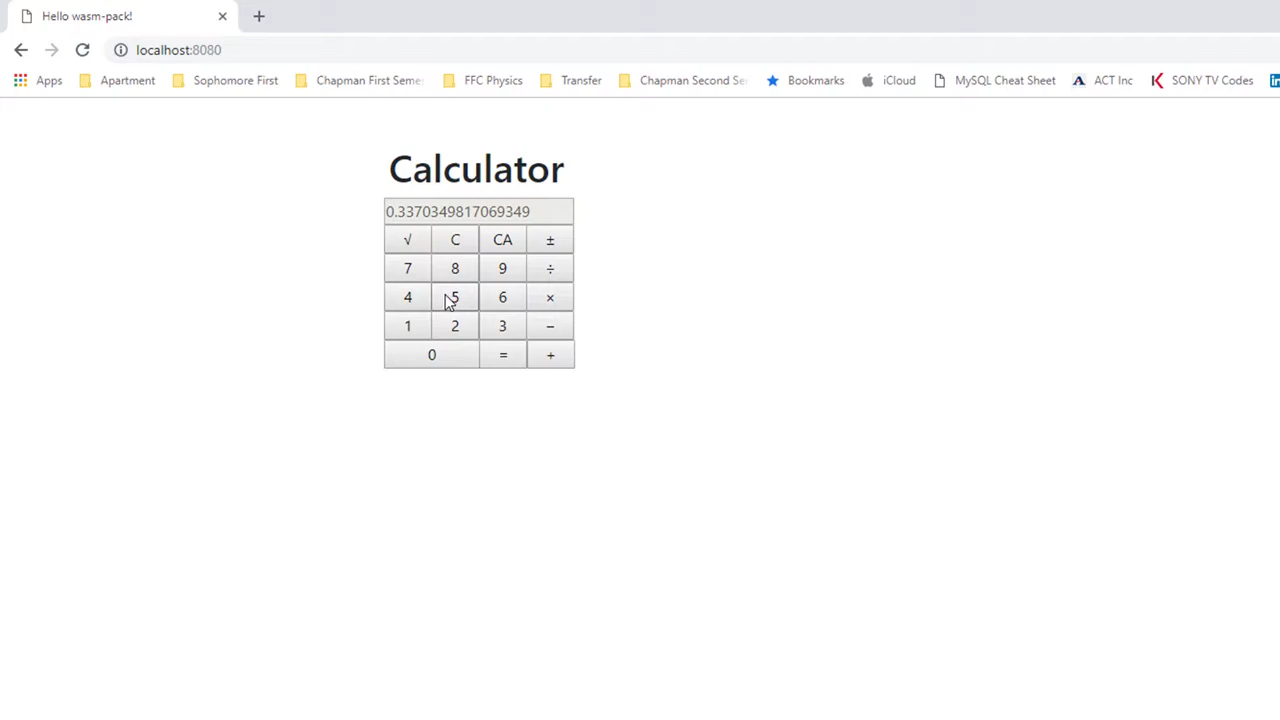 Hello wasm-pack!
localhost:8080
Apps Apartment Sophomore First Chapman First Seme FFC Physics Transfer Chapman Second Se Bookmarks iCloud MySQL Cheat Sheet ACT Inc SONY TV Codes
Calculator
0.3370349817069349
√ C CA ±
7 8 9 ÷
4 5 6 ×
1 2 3 −
0 = +